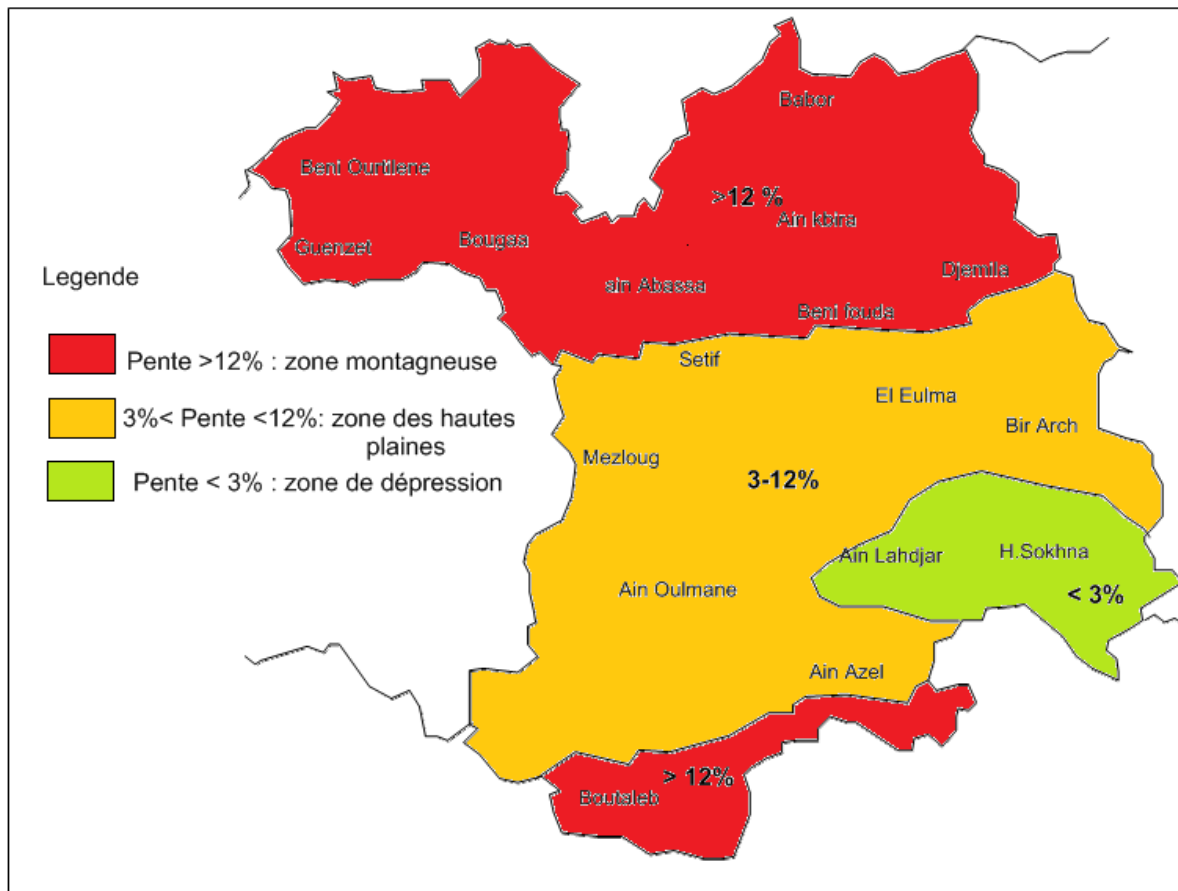 Babor
Beni Ourtilene
>12 %
Ain kbira
Guenzet
Bougaa
Djemila
Legende
ain Abassa
Beni fouda
Pente >12% : zone montagneuse
Setif
El Eulma
3%< Pente <12%: zone des hautes
plaines
Bir Arch
Mezloug
Pente < 3% : zone de dépression
3-12%
Ain Lahdjar
H.Sokhna
Ain Oulmane
< 3%
Ain Azel
> 12%
Boutaleb